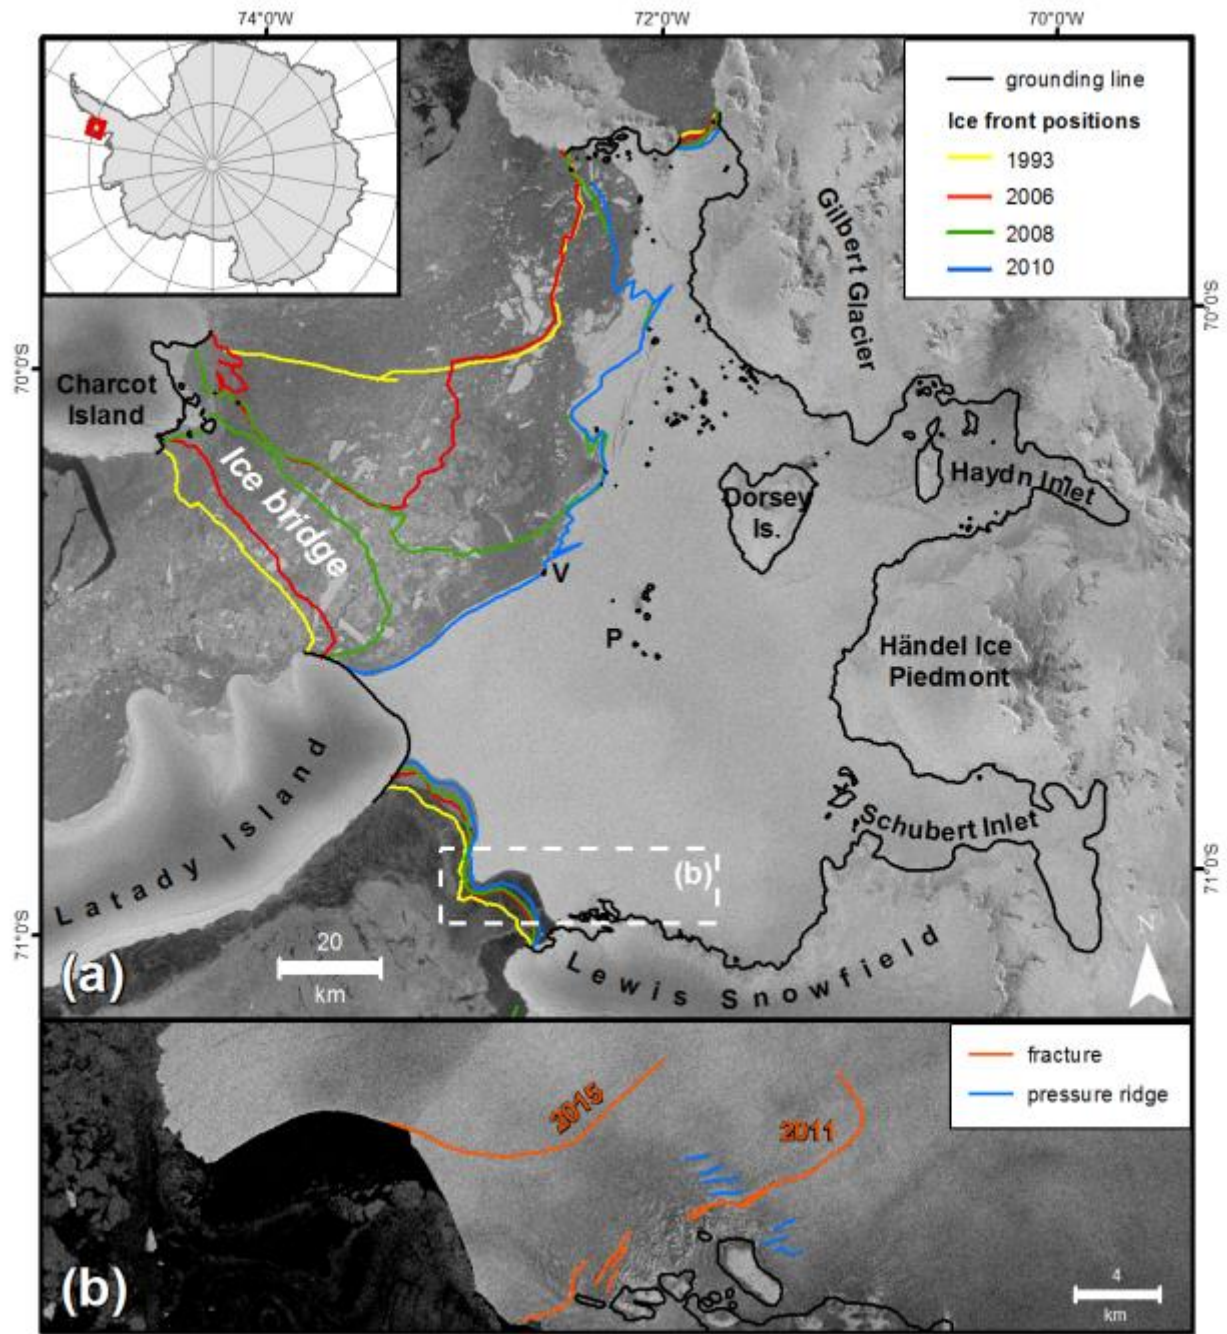 74°0'W
72°0'W
70°0'W
grounding line
Ice front positions
1993
2006
2008
2010
Gilbert Glacier
70°0'S
70°0'S
Charcot
Island
Ice bridge
Dorsey
Is.
Haydn Inlet
V
P
Händel Ice
Piedmont
Schubert Inlet
Latady Island
(b)
71°0'S
71°0'S
20
km
Lewis Snowfield
N
(a)
fracture
pressure ridge
2015
2011
(b)
4
km